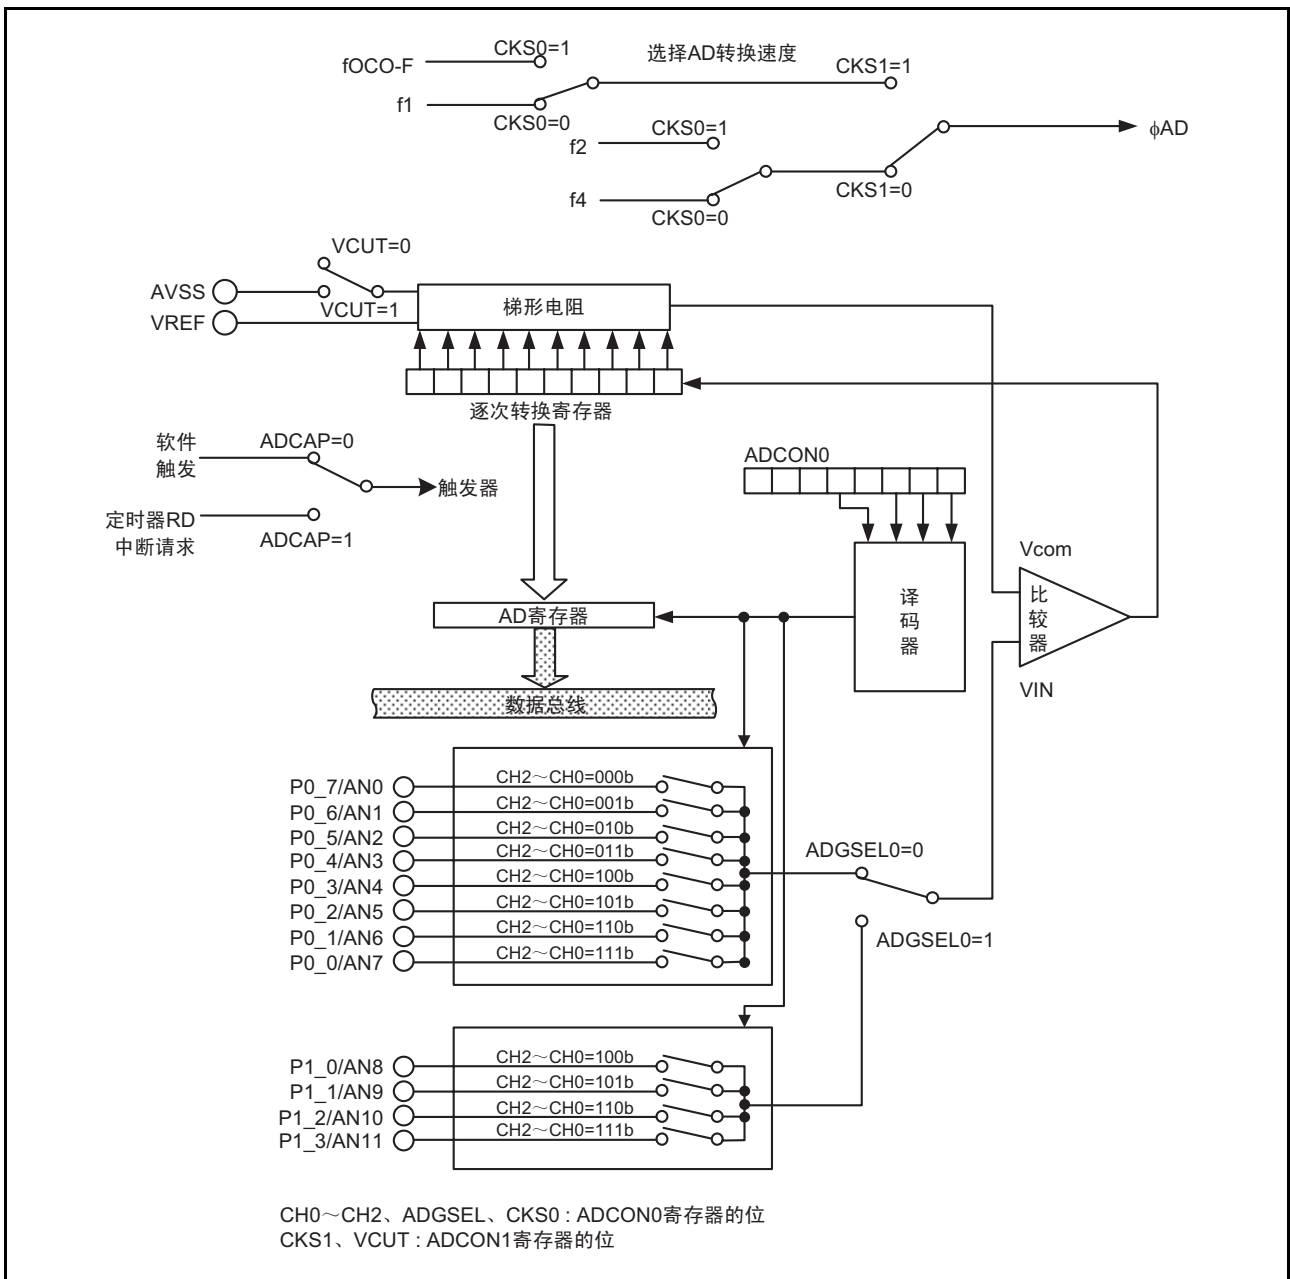 选择AD转换速度
fOCO-F
CKS0=1
CKS1=1
f1
CKS0=0
f2
CKS0=1
φAD
f4
CKS0=0
CKS1=0
VCUT=0
AVSS
VCUT=1
VREF
梯形电阻
逐次转换寄存器
软件
触发
ADCAP=0
触发器
定时器RD
中断请求
ADCAP=1
ADCON0
译
码
器
Vcom
比
较
器
VIN
AD寄存器
数据总线
P0_7/AN0 CH2～CH0=000b
P0_6/AN1 CH2～CH0=001b
P0_5/AN2 CH2～CH0=010b
P0_4/AN3 CH2～CH0=011b
P0_3/AN4 CH2～CH0=100b
P0_2/AN5 CH2～CH0=101b
P0_1/AN6 CH2～CH0=110b
P0_0/AN7 CH2～CH0=111b
ADGSEL0=0
ADGSEL0=1
P1_0/AN8 CH2～CH0=100b
P1_1/AN9 CH2～CH0=101b
P1_2/AN10 CH2～CH0=110b
P1_3/AN11 CH2～CH0=111b
CH0～CH2、ADGSEL、CKS0 : ADCON0寄存器的位
CKS1、VCUT : ADCON1寄存器的位